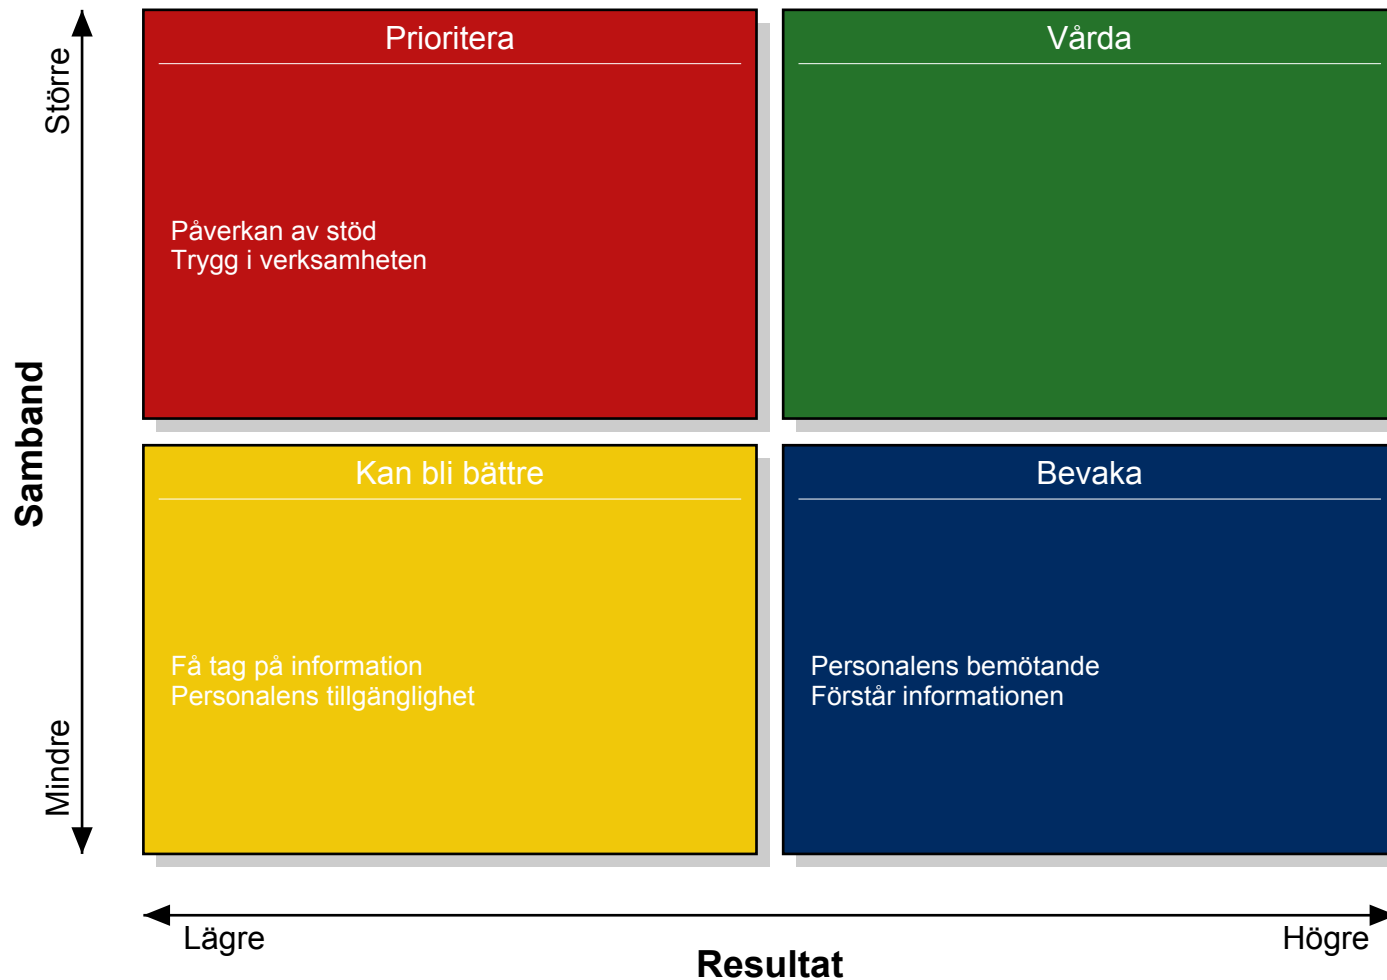 Större
Prioritera
Vårda
Påverkan av stöd
Trygg i verksamheten
Samband
Kan bli bättre
Bevaka
Få tag på information
Personalens tillgänglighet
Personalens bemötande
Förstår informationen
Mindre
Lägre
Högre
Resultat